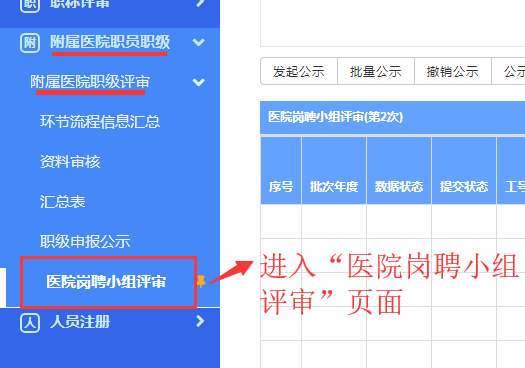 职 职称评审
附 附属医院职员职级
附属医院职级评审
环节流程信息汇总
资料审核
汇总表
职级申报公示
医院岗聘小组评审
人 人员注册
发起公示 批量公示 撤销公示 公示
医院岗聘小组评审(第2次)
序号 批次年度 数据状态 提交状态 工号
进入“医院岗聘小组
评审”页面